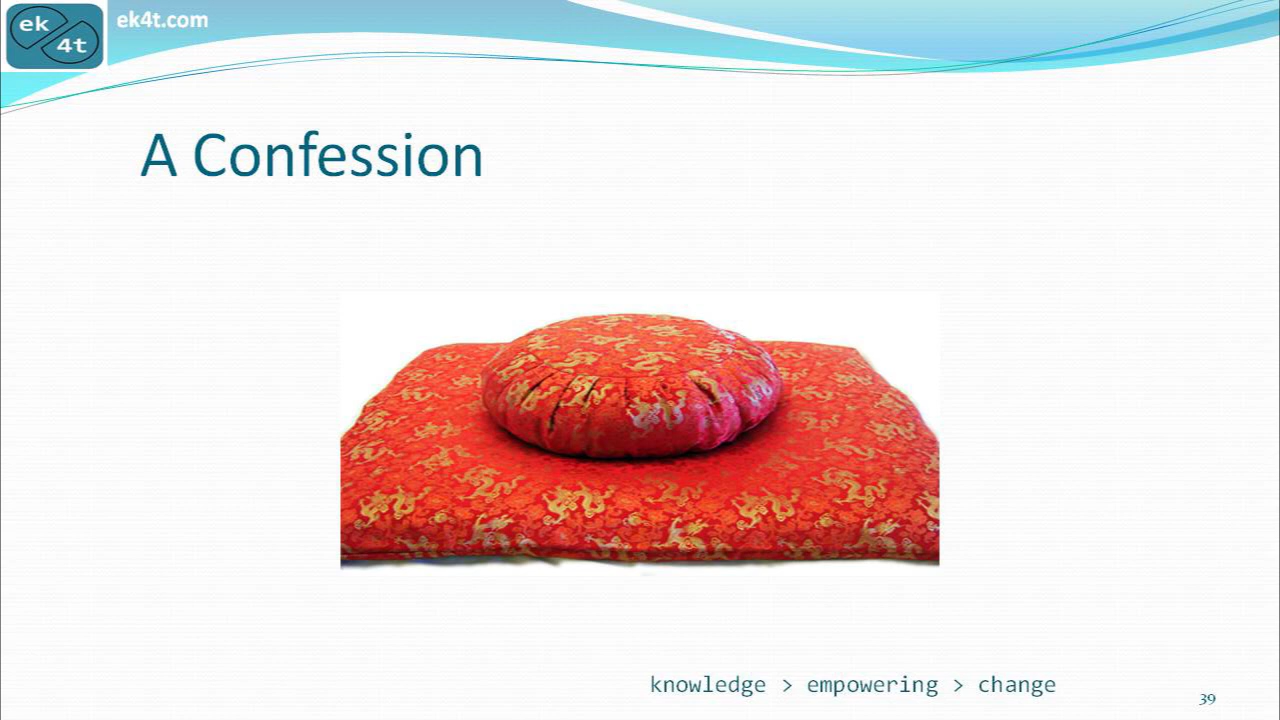 ek
4t
ek4t.com
A Confession
knowledge > empowering > change
39